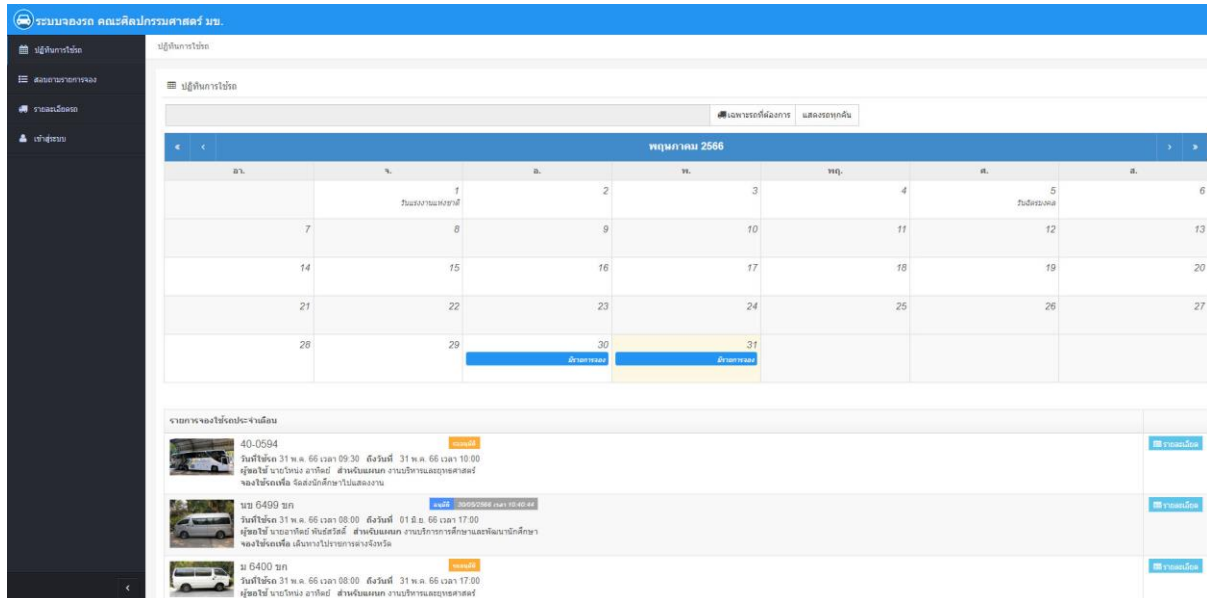 ระบบจองรถ คณะศิลปกรรมศาสตร์ มข.
ปฏิทินการใช้รถ
สอบถามรายการจอง
รายละเอียดรถ
เข้าสู่ระบบ
ปฏิทินการใช้รถ
ปฏิทินการใช้รถ
เฉพาะรถที่ต้องการ แสดงรถทุกคัน
« ‹ พฤษภาคม 2566 › »
อา. จ. อ. พ. พฤ. ศ. ส.
1 2 3 4 5 6
วันแรงงานแห่งชาติ วันฉัตรมงคล
7 8 9 10 11 12 13
14 15 16 17 18 19 20
21 22 23 24 25 26 27
28 29 30 31
มีรายการจอง มีรายการจอง
รายการจองใช้รถประจำเดือน
40-0594 รออนุมัติ รายละเอียด
วันที่ใช้รถ 31 พ.ค. 66 เวลา 09:30 ถึงวันที่ 31 พ.ค. 66 เวลา 10:00
ผู้ขอใช้ นายวิหน่ง อาทิตย์ สำหรับแผนก งานบริหารและยุทธศาสตร์
จองใช้รถเพื่อ จัดส่งนักศึกษาไปแสดงงาน
นข 6499 ขก อนุมัติ 30/05/2566 เวลา 10:40:44 รายละเอียด
วันที่ใช้รถ 31 พ.ค. 66 เวลา 08:00 ถึงวันที่ 01 มิ.ย. 66 เวลา 17:00
ผู้ขอใช้ นายอาทิตย์ พันธ์สวัสดิ์ สำหรับแผนก งานบริการการศึกษาและพัฒนานักศึกษา
จองใช้รถเพื่อ เดินทางไปราชการต่างจังหวัด
ม 6400 ขก รออนุมัติ รายละเอียด
วันที่ใช้รถ 31 พ.ค. 66 เวลา 08:00 ถึงวันที่ 31 พ.ค. 66 เวลา 17:00
ผู้ขอใช้ นายวิหน่ง อาทิตย์ สำหรับแผนก งานบริหารและยุทธศาสตร์